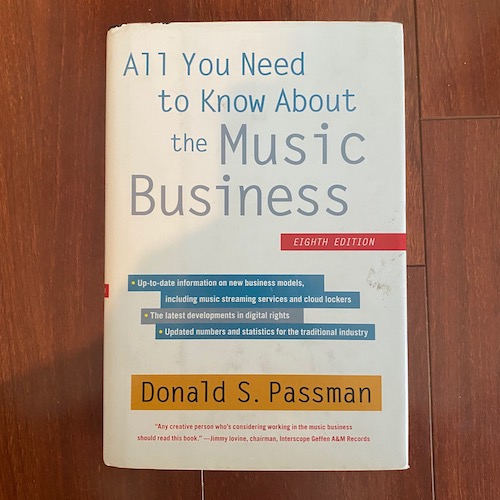 All You Need
to Know About
the Music
Business
EIGHTH EDITION
• Up-to-date information on new business models,
including music streaming services and cloud lockers
• The latest developments in digital rights
• Updated numbers and statistics for the traditional industry
Donald S. Passman
"Any creative person who's considering working in the music business
should read this book." —Jimmy Iovine, chairman, Interscope Geffen A&M Records